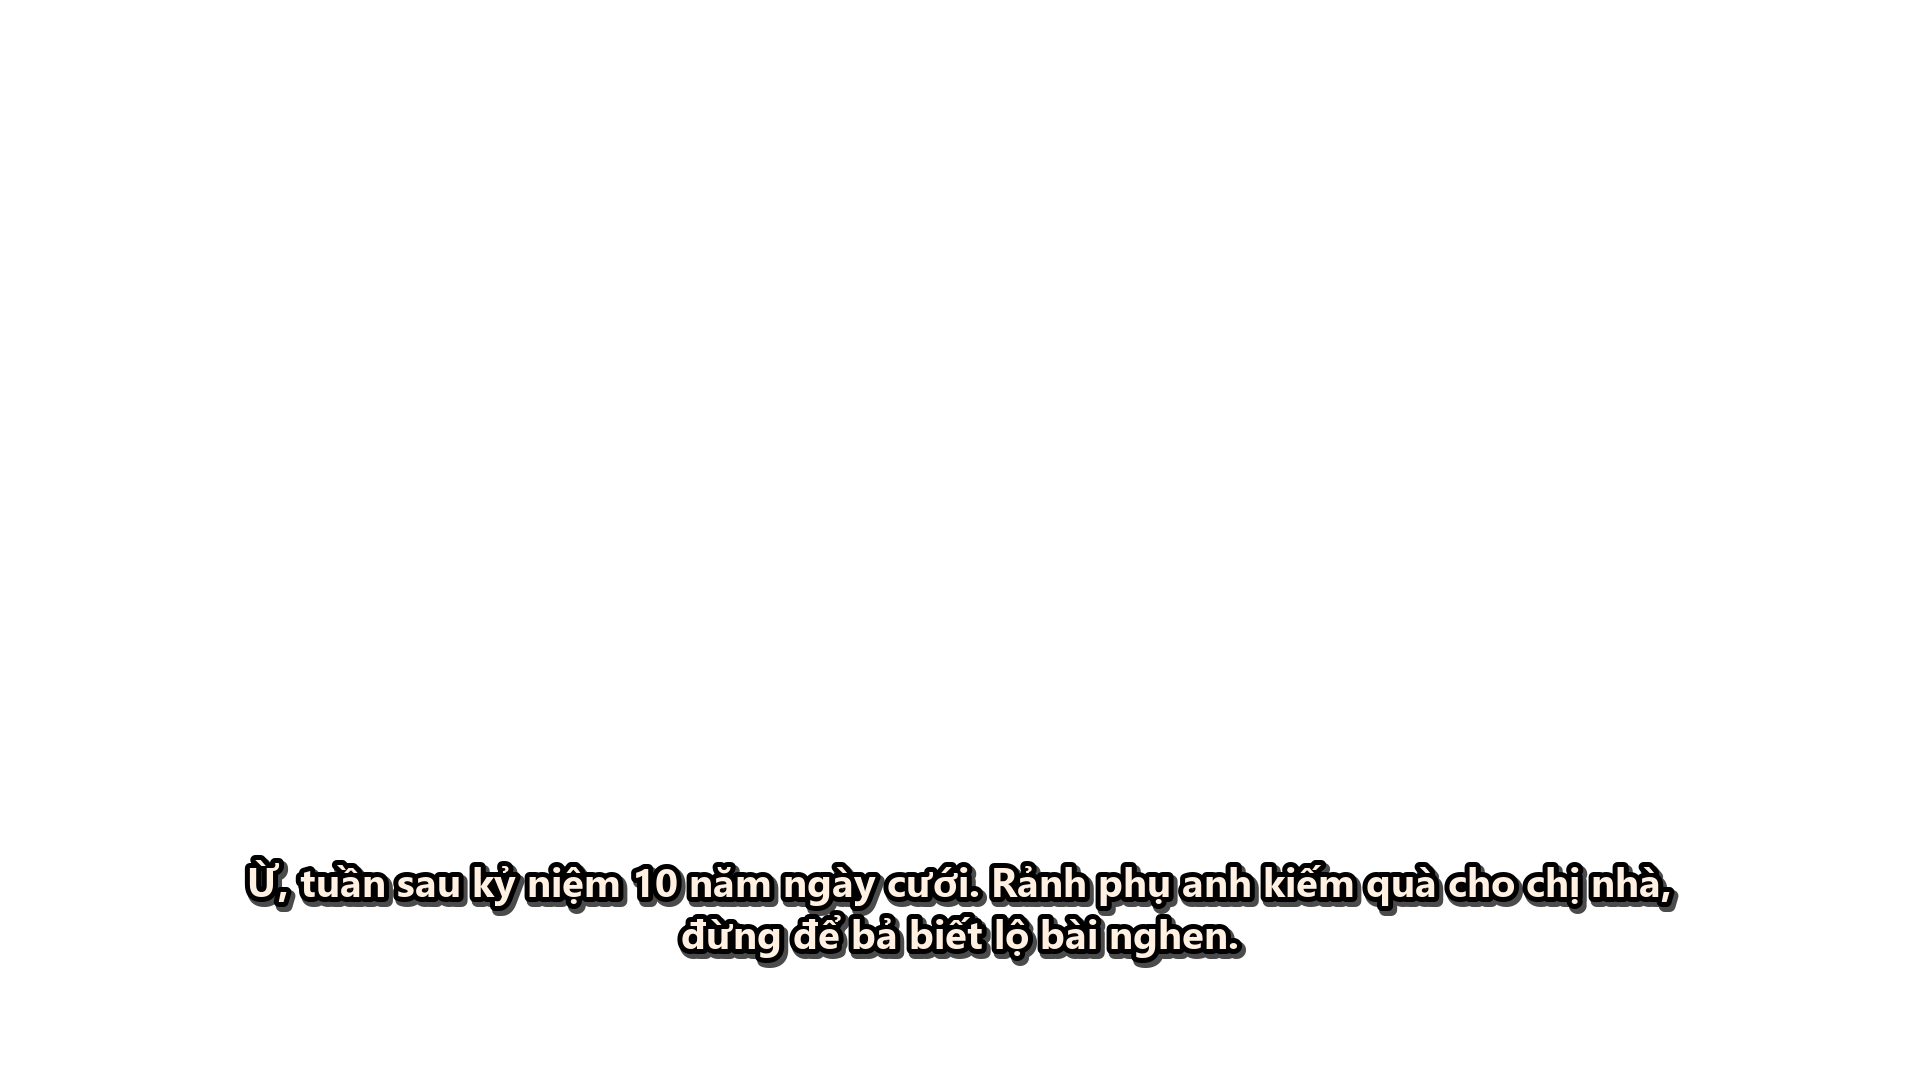 Ừ, tuần sau kỷ niệm 10 năm ngày cưới. Rảnh phụ anh kiếm quà cho chị nhà,
đừng để bả biết lộ bài nghen.